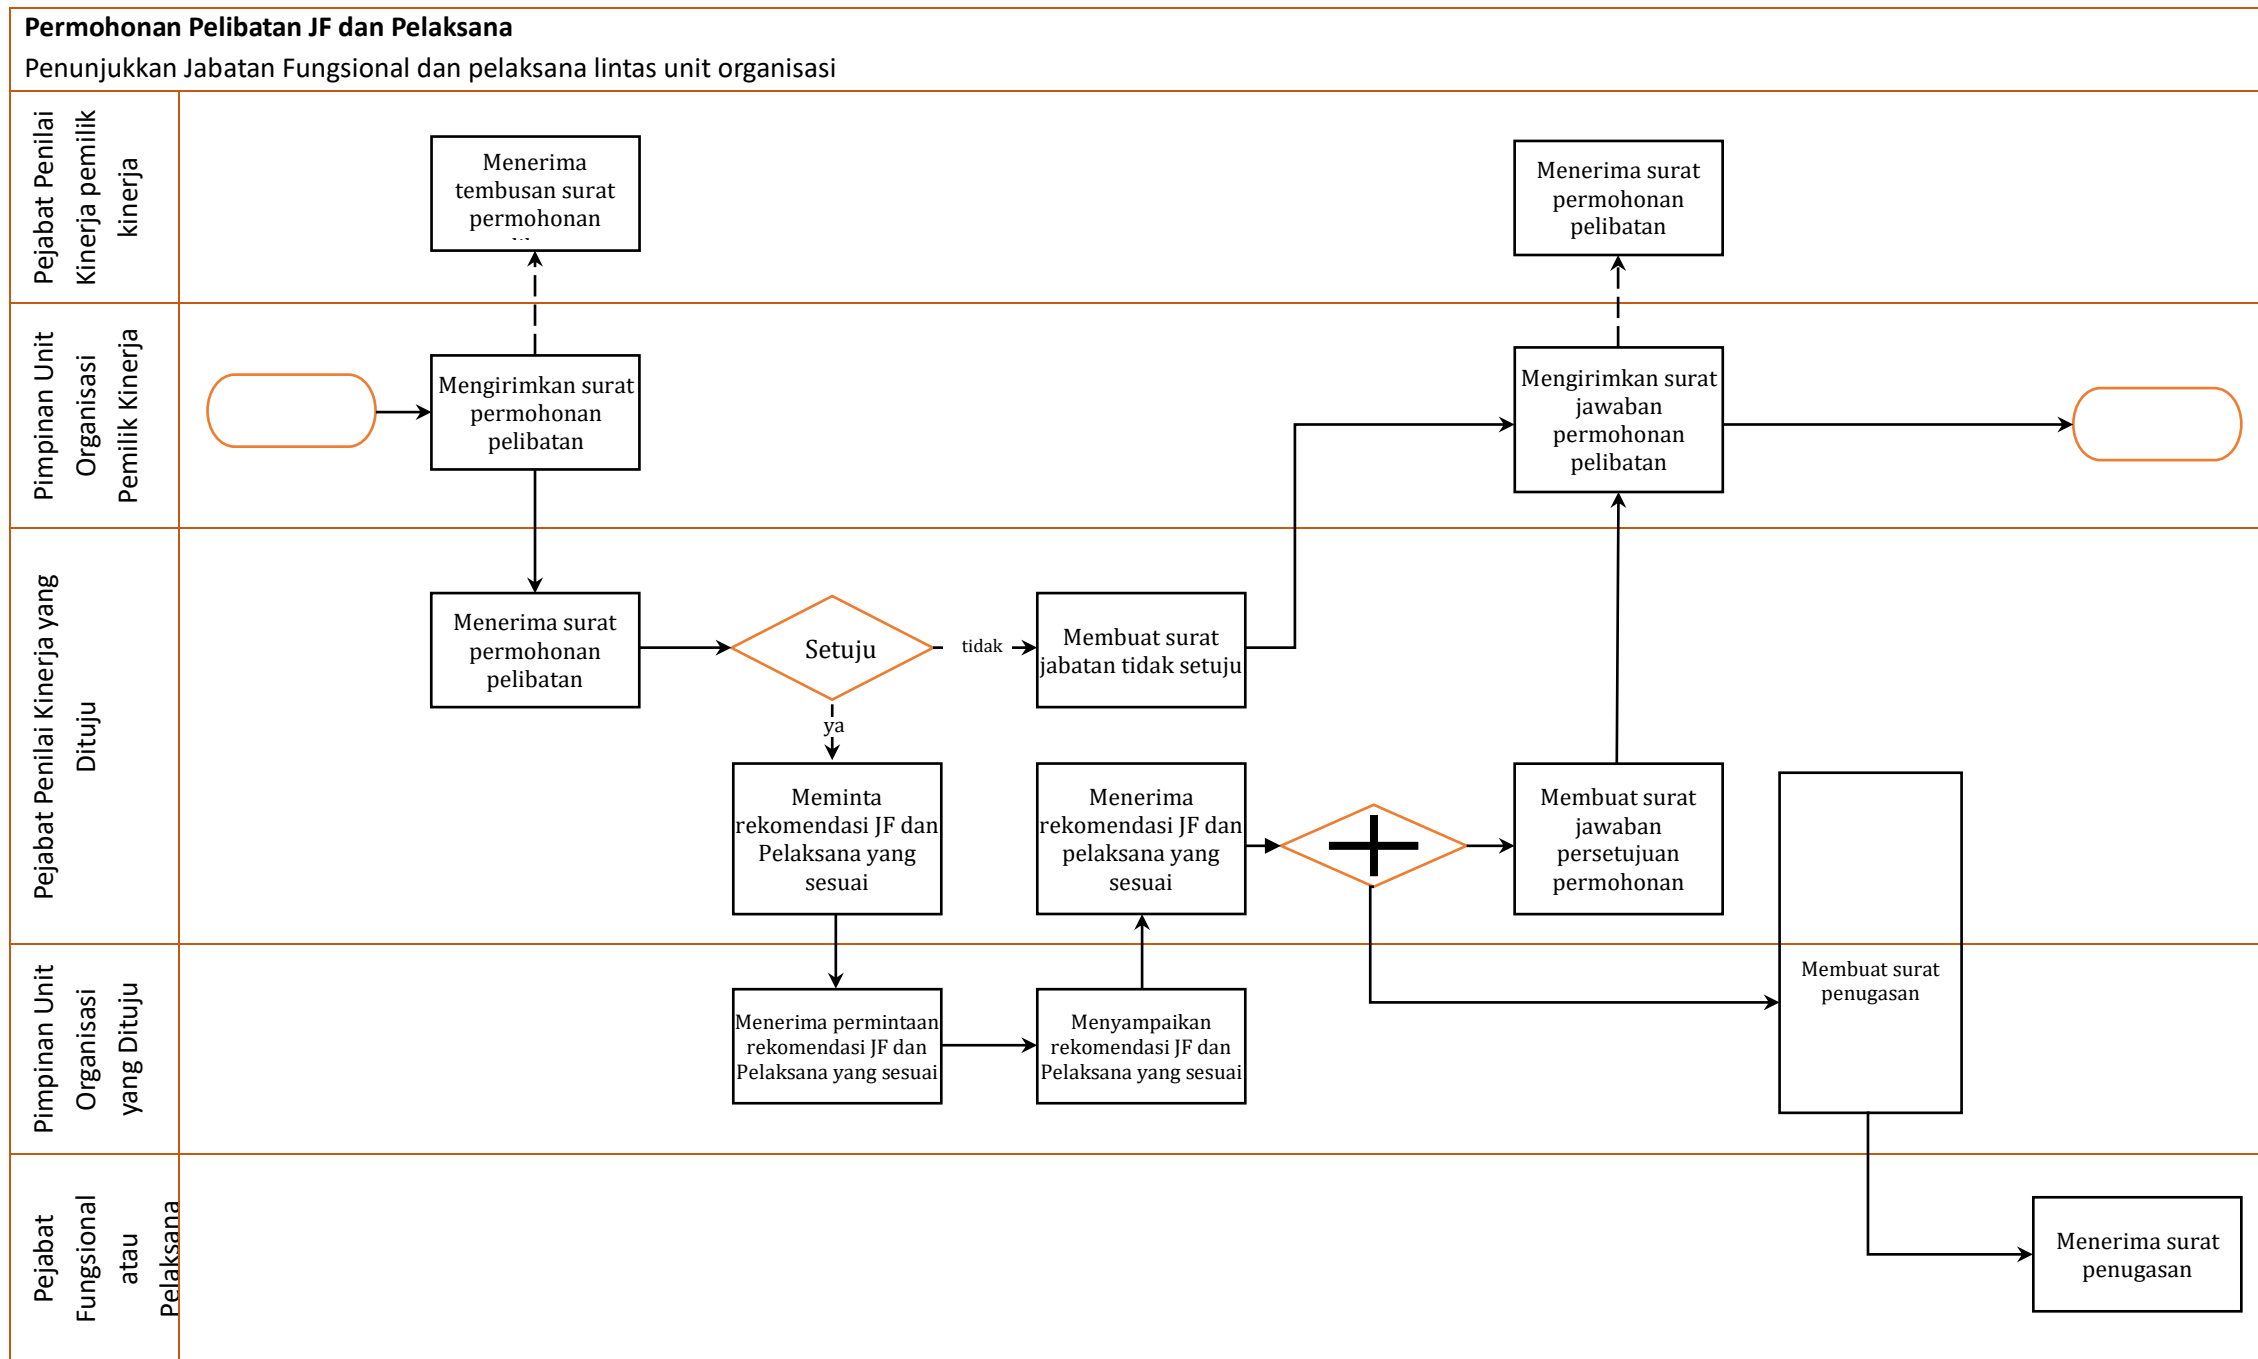 Permohonan Pelibatan JF dan Pelaksana
Penunjukkan Jabatan Fungsional dan pelaksana lintas unit organisasi
Pejabat Penilai
Kinerja pemilik
kinerja
Menerima
tembusan surat
permohonan
Menerima surat
permohonan
pelibatan
Pimpinan Unit
Organisasi
Pemilik Kinerja
Mengirimkan surat
permohonan
pelibatan
Mengirimkan surat
jawaban
permohonan
pelibatan
Pejabat Penilai Kinerja yang
Dituju
Menerima surat
permohonan
pelibatan
Setuju
tidak
Membuat surat
jabatan tidak setuju
ya
Meminta
rekomendasi JF dan
Pelaksana yang
sesuai
Menerima
rekomendasi JF dan
pelaksana yang
sesuai
Membuat surat
jawaban
persetujuan
permohonan
Membuat surat
penugasan
Pimpinan Unit
Organisasi
yang Dituju
Menerima permintaan
rekomendasi JF dan
Pelaksana yang sesuai
Menyampaikan
rekomendasi JF dan
Pelaksana yang sesuai
Pejabat
Fungsional
atau
Pelaksana
Menerima surat
penugasan